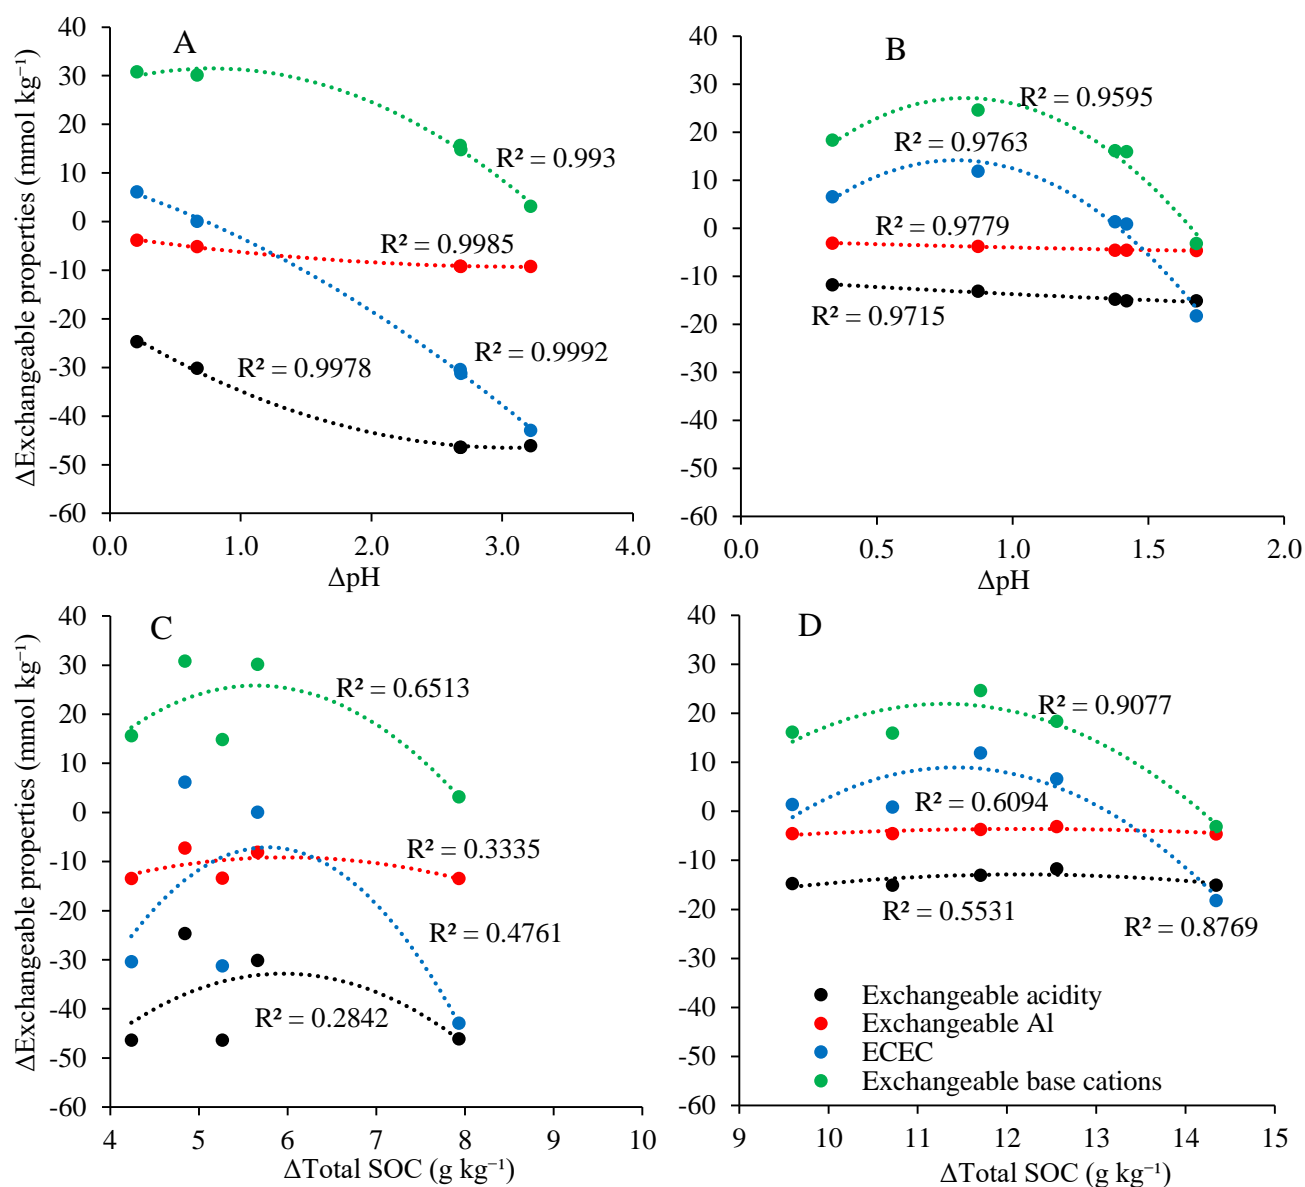 A
ΔExchangeable properties (mmol kg⁻¹)
40
30
20
10
0
-10
-20
-30
-40
-50
-60
R² = 0.993
R² = 0.9985
R² = 0.9992
R² = 0.9978
0.0 1.0 2.0 3.0 4.0
ΔpH
B
40
30
20
10
0
-10
-20
-30
-40
-50
-60
R² = 0.9595
R² = 0.9763
R² = 0.9779
R² = 0.9715
0.0 0.5 1.0 1.5 2.0
ΔpH
C
ΔExchangeable properties (mmol kg⁻¹)
40
30
20
10
0
-10
-20
-30
-40
-50
-60
R² = 0.6513
R² = 0.3335
R² = 0.4761
R² = 0.2842
4 5 6 7 8 9 10
ΔTotal SOC (g kg⁻¹)
D
40
30
20
10
0
-10
-20
-30
-40
-50
-60
R² = 0.9077
R² = 0.6094
R² = 0.5531
R² = 0.8769
Exchangeable acidity
Exchangeable Al
ECEC
Exchangeable base cations
9 10 11 12 13 14 15
ΔTotal SOC (g kg⁻¹)